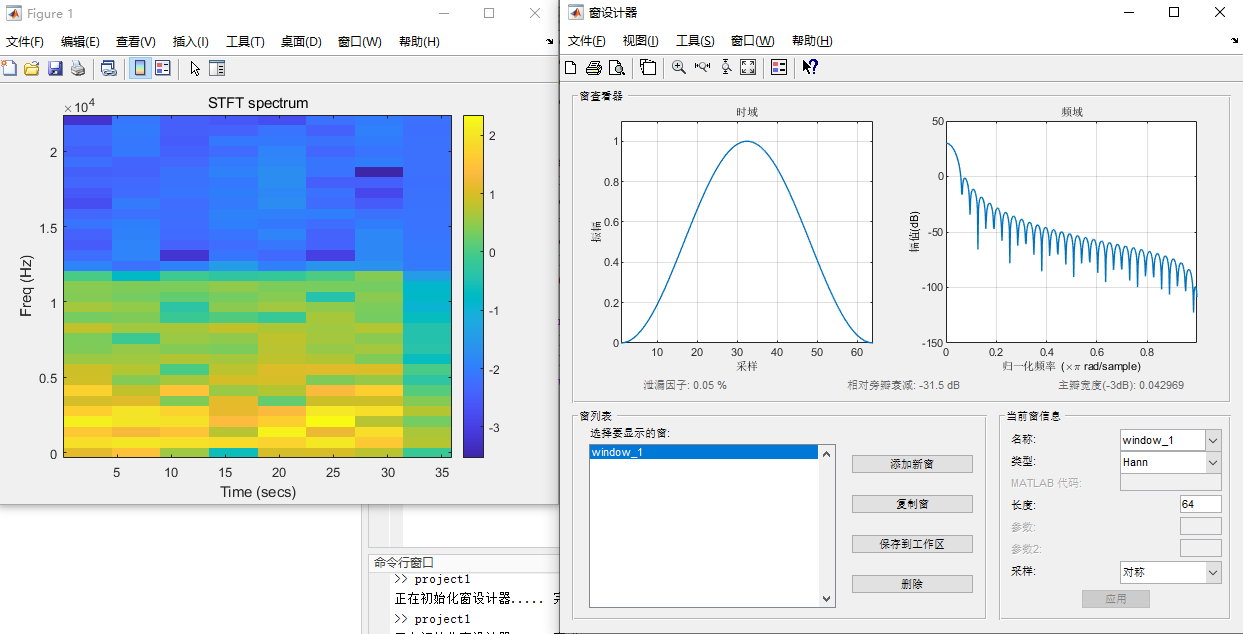 Figure 1
文件(F) 编辑(E) 查看(V) 插入(I) 工具(T) 桌面(D) 窗口(W) 帮助(H)
STFT spectrum
×10⁴
2
1.5
1
0.5
0
Freq (Hz)
5 10 15 20 25 30 35
Time (secs)
2
1
0
-1
-2
-3
命令行窗口
>> project1
正在初始化窗设计器.....
>> project1
窗设计器
文件(F) 视图(I) 工具(S) 窗口(W) 帮助(H)
窗查看器
时域
1
0.8
0.6
0.4
0.2
0
振幅
10 20 30 40 50 60
采样
频域
50
0
-50
-100
-150
幅值(dB)
0 0.2 0.4 0.6 0.8
归一化频率 (×π rad/sample)
泄漏因子: 0.05 % 相对旁瓣衰减: -31.5 dB 主瓣宽度(-3dB): 0.042969
窗列表
选择要显示的窗:
window_1
添加新窗
复制窗
保存到工作区
删除
当前窗信息
名称: window_1
类型: Hann
MATLAB 代码:
长度: 64
参数:
参数2:
采样: 对称
应用